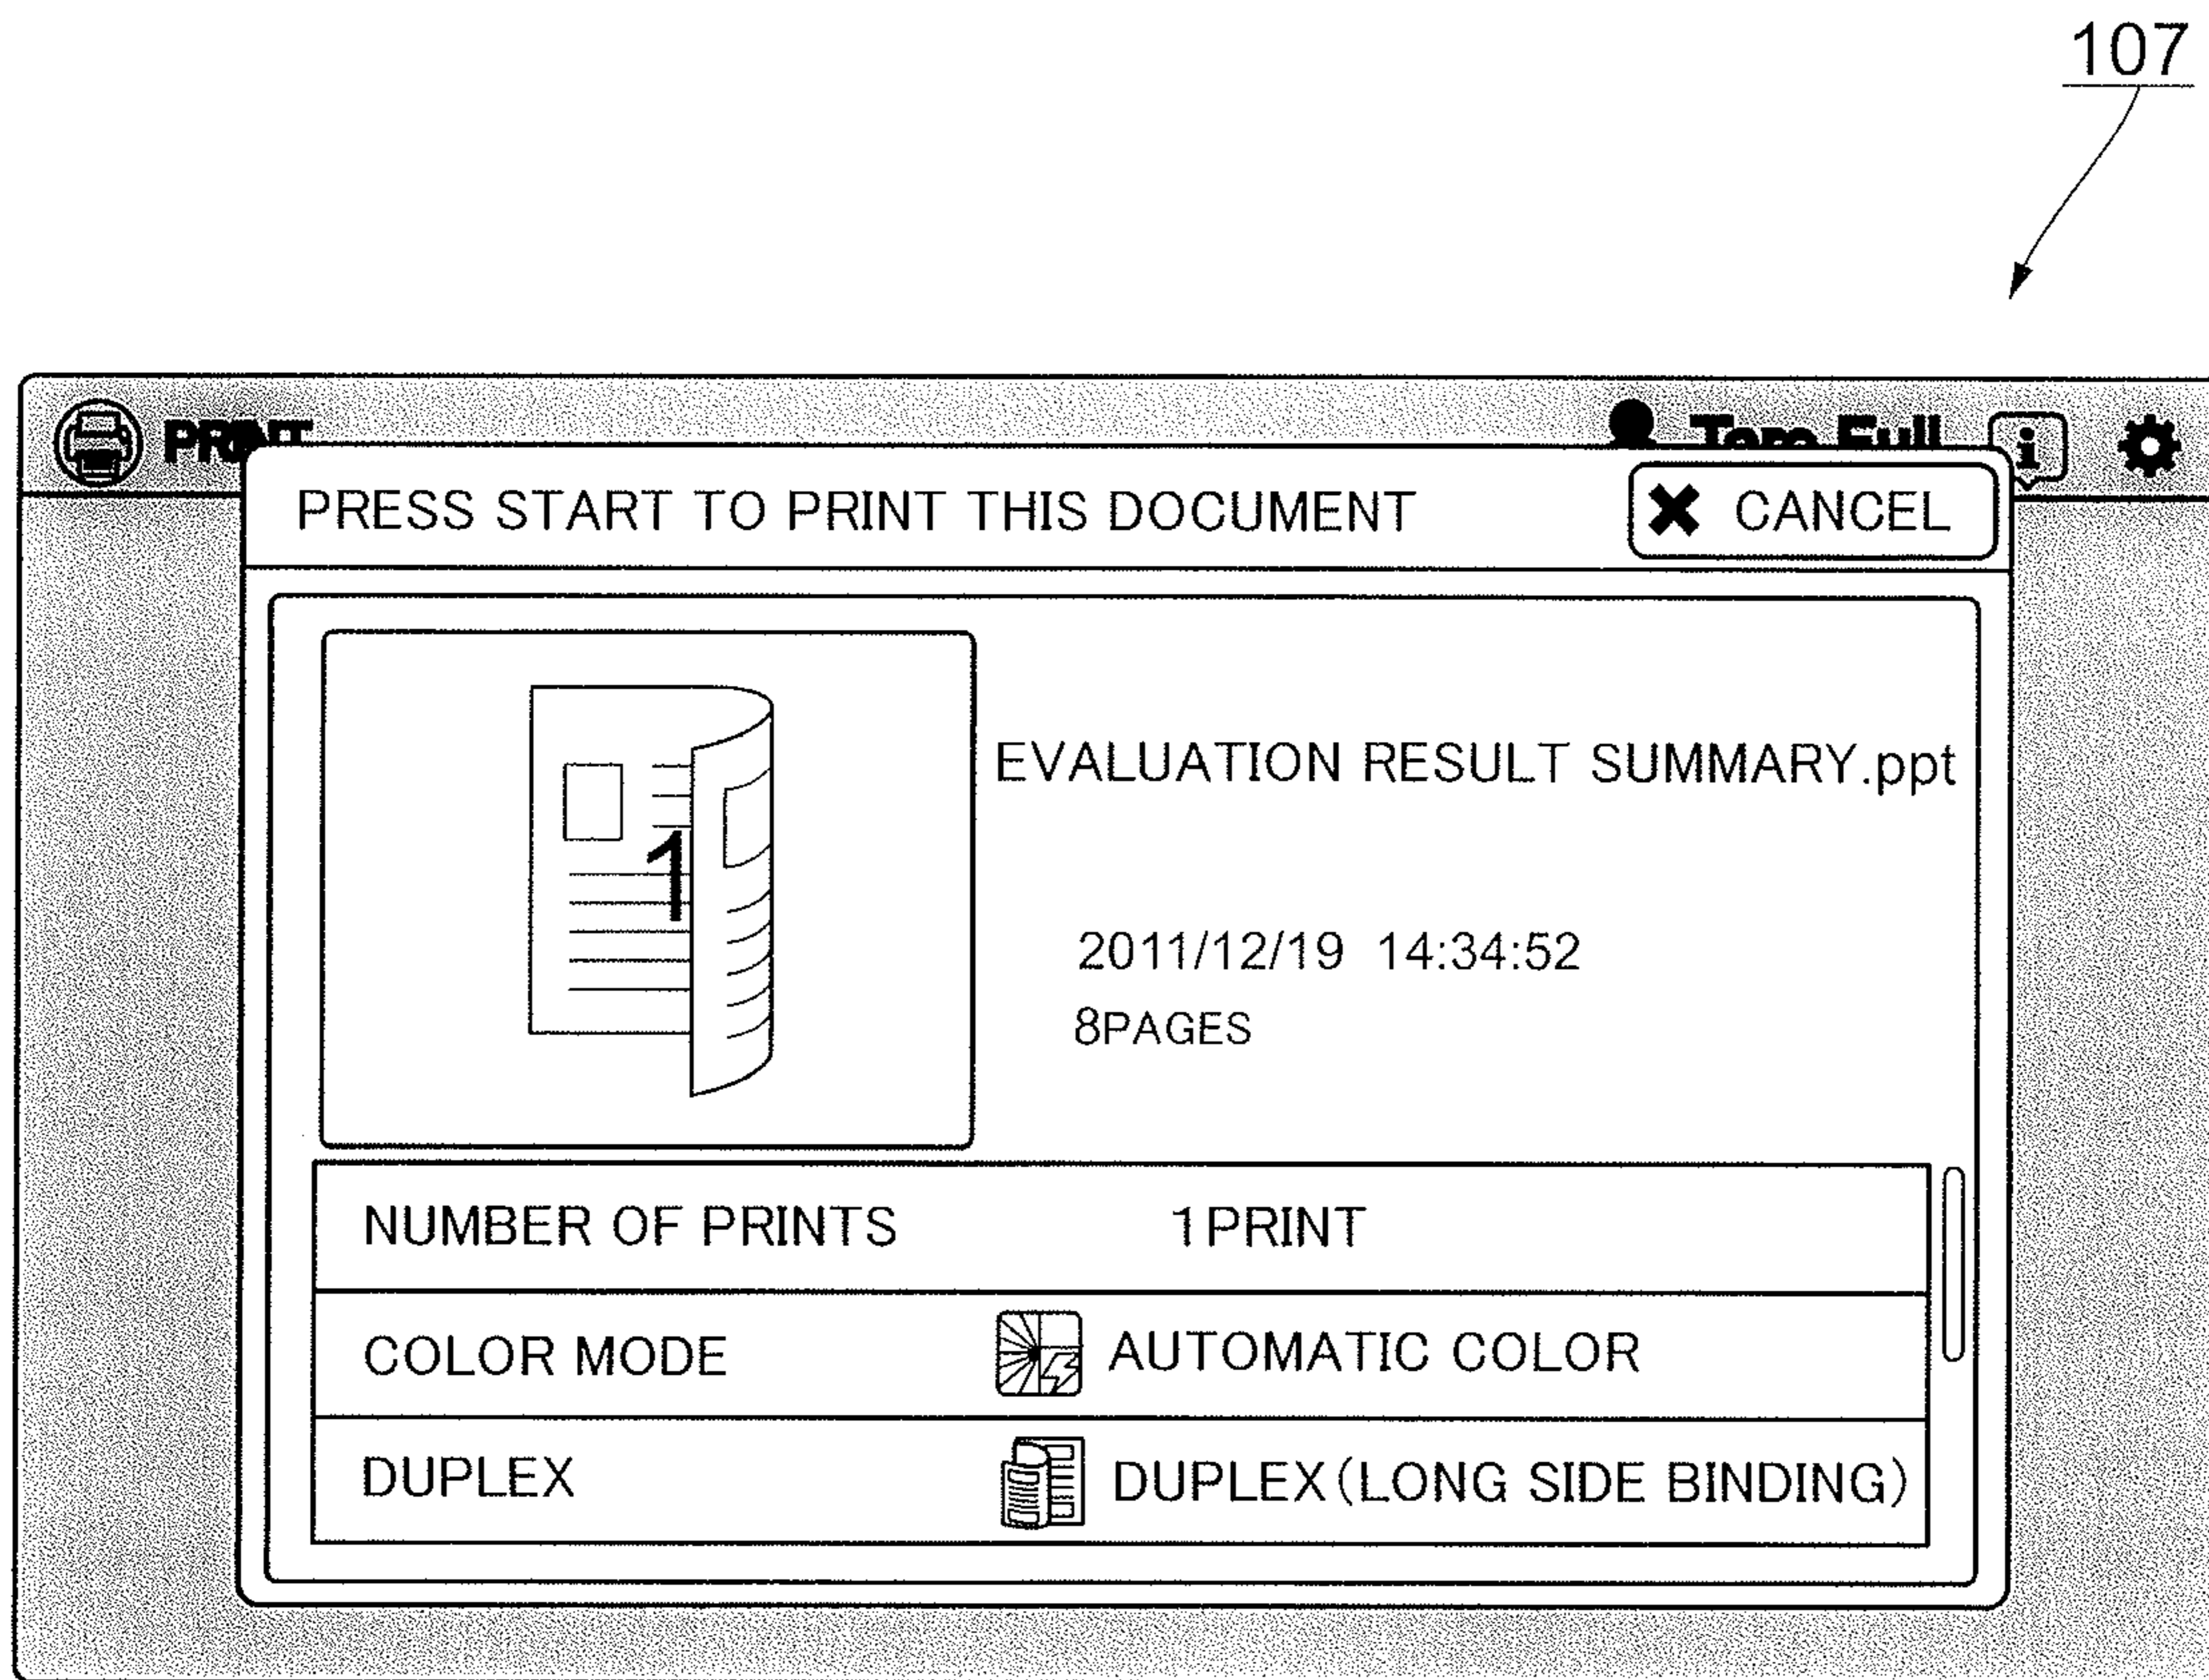 107
PRINT
PRESS START TO PRINT THIS DOCUMENT
CANCEL
1
EVALUATION RESULT SUMMARY.ppt
2011/12/19 14:34:52
8PAGES
NUMBER OF PRINTS 1PRINT
COLOR MODE AUTOMATIC COLOR
DUPLEX DUPLEX(LONG SIDE BINDING)